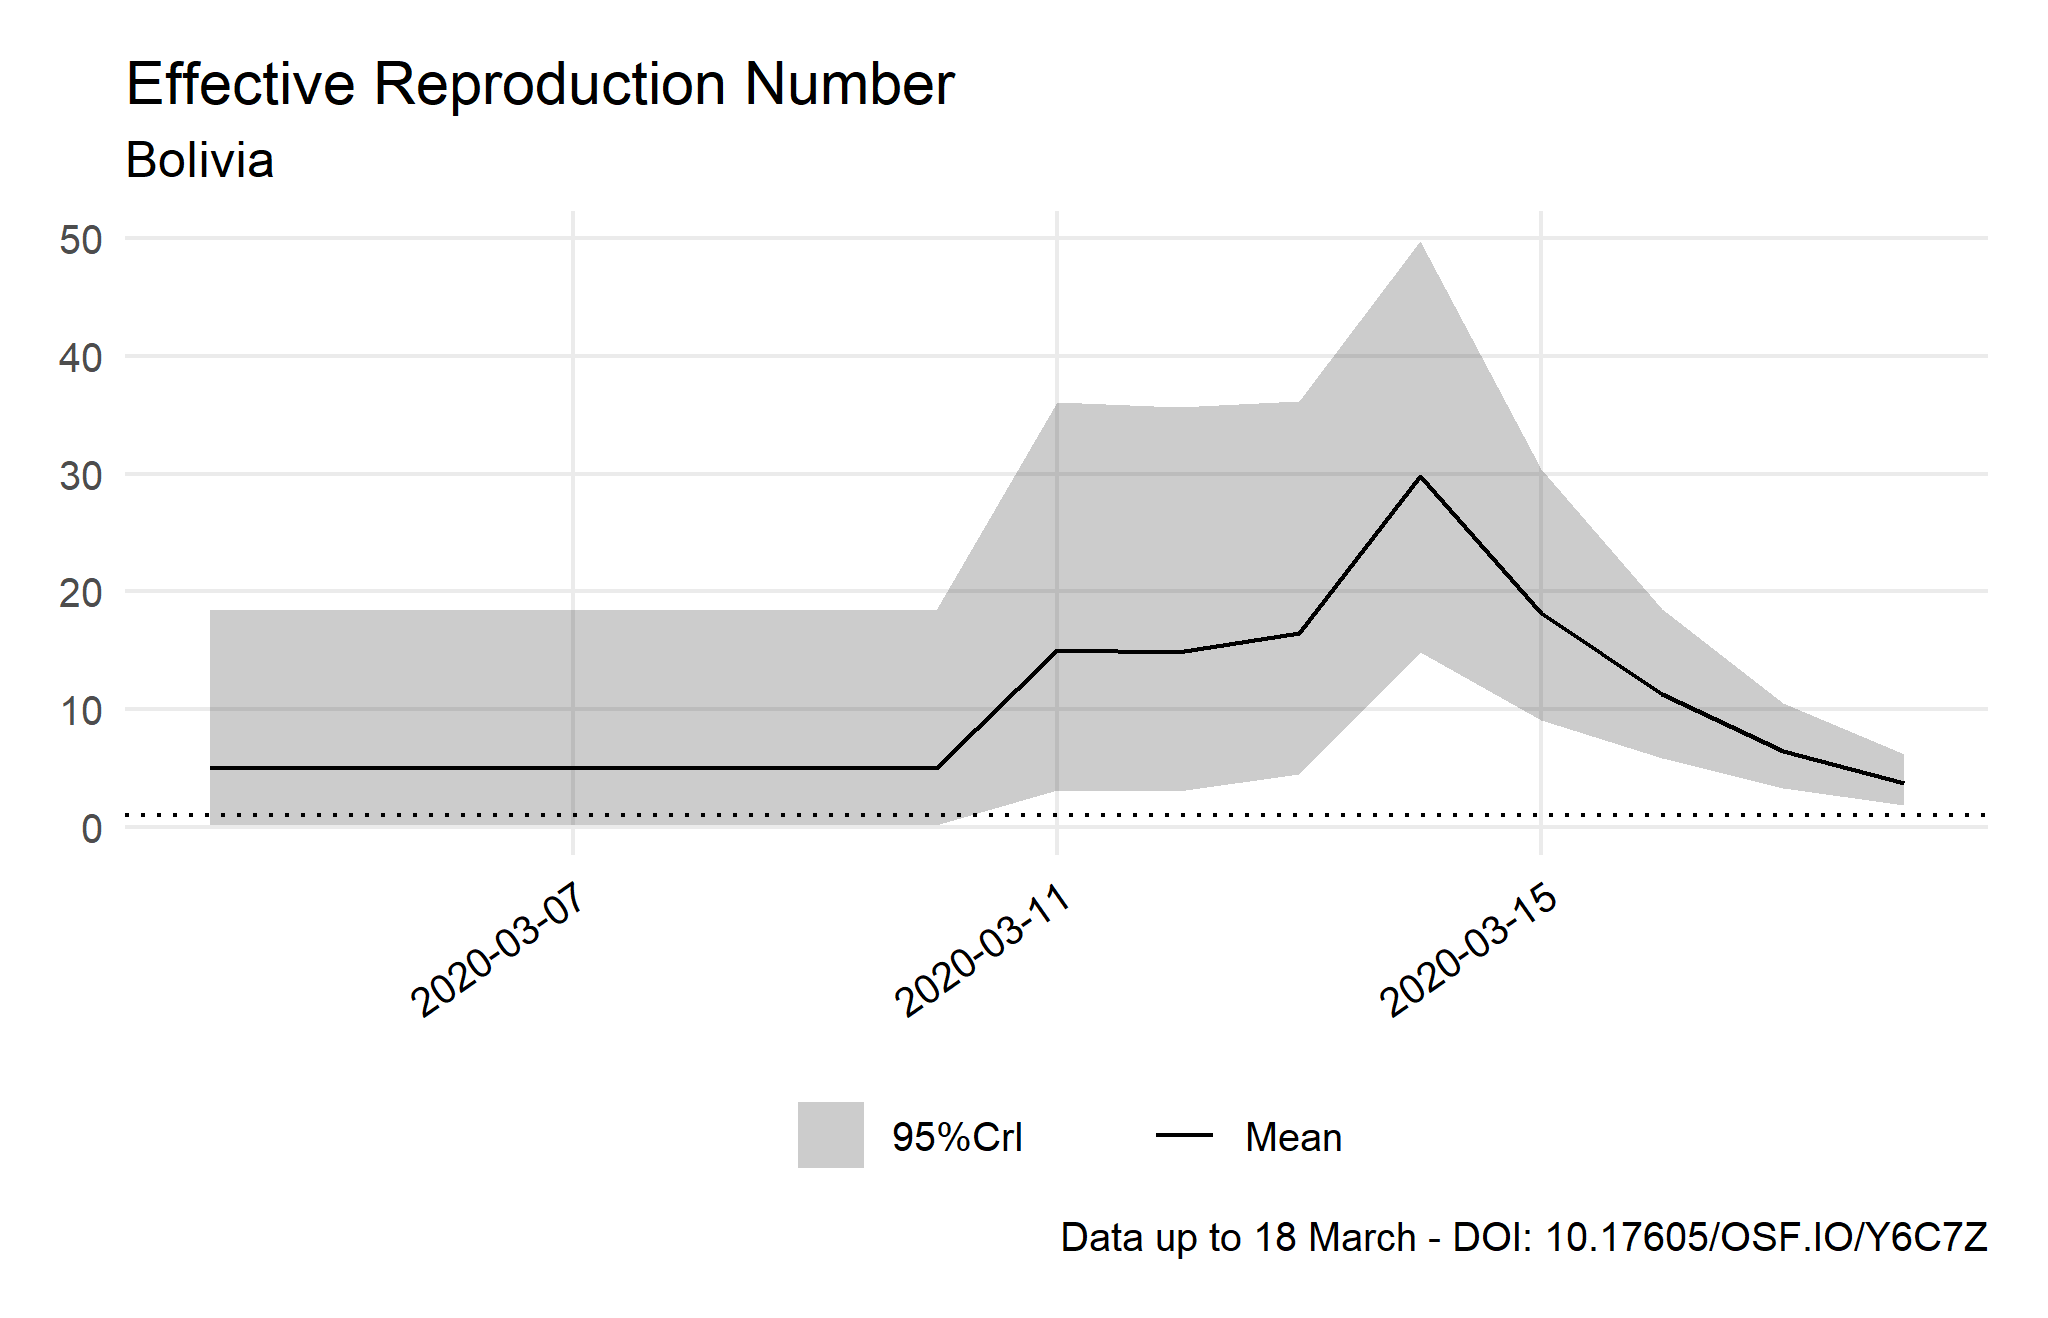 Effective Reproduction Number
Bolivia
50
40
30
20
10
0
2020-03-07
2020-03-11
2020-03-15
95%CrI
Mean
Data up to 18 March - DOI: 10.17605/OSF.IO/Y6C7Z